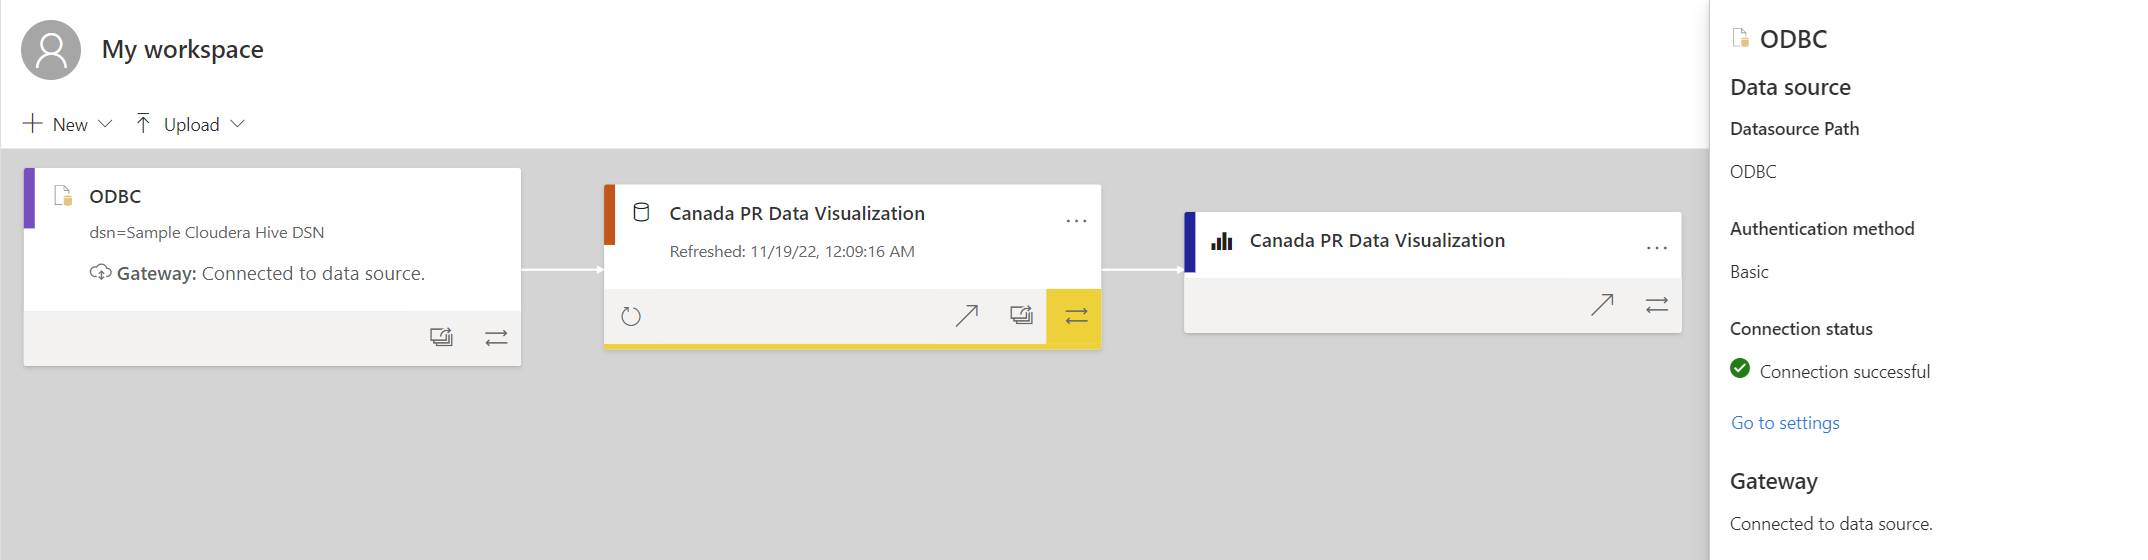 My workspace
New
Upload
ODBC
dsn=Sample Cloudera Hive DSN
Gateway: Connected to data source.
Canada PR Data Visualization
Refreshed: 11/19/22, 12:09:16 AM
Canada PR Data Visualization
ODBC
Data source
Datasource Path
ODBC
Authentication method
Basic
Connection status
Connection successful
Go to settings
Gateway
Connected to data source.